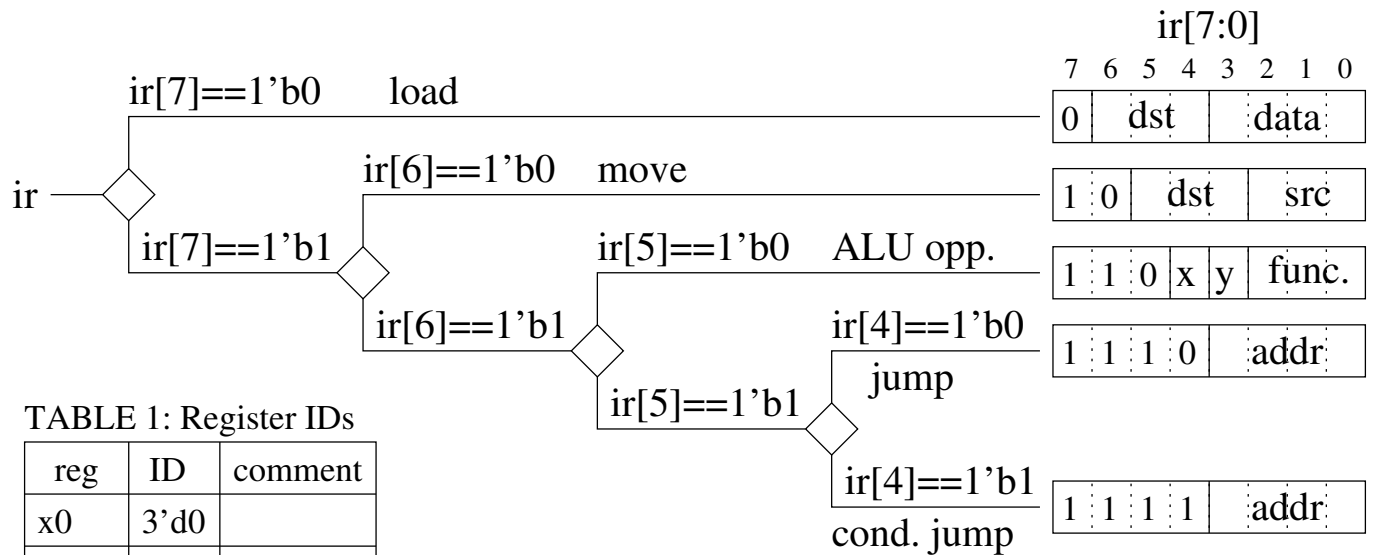 ir[7:0]
7 6 5 4 3 2 1 0
ir[7]==1’b0 load
0 dst data
ir[6]==1’b0 move
ir
1 0 dst src
ir[7]==1’b1
ir[5]==1’b0 ALU opp.
1 1 0 x y func.
ir[6]==1’b1
ir[4]==1’b0
jump
1 1 1 0 addr
ir[5]==1’b1
ir[4]==1’b1
cond. jump
1 1 1 1 addr
TABLE 1: Register IDs
reg ID comment
x0 3’d0